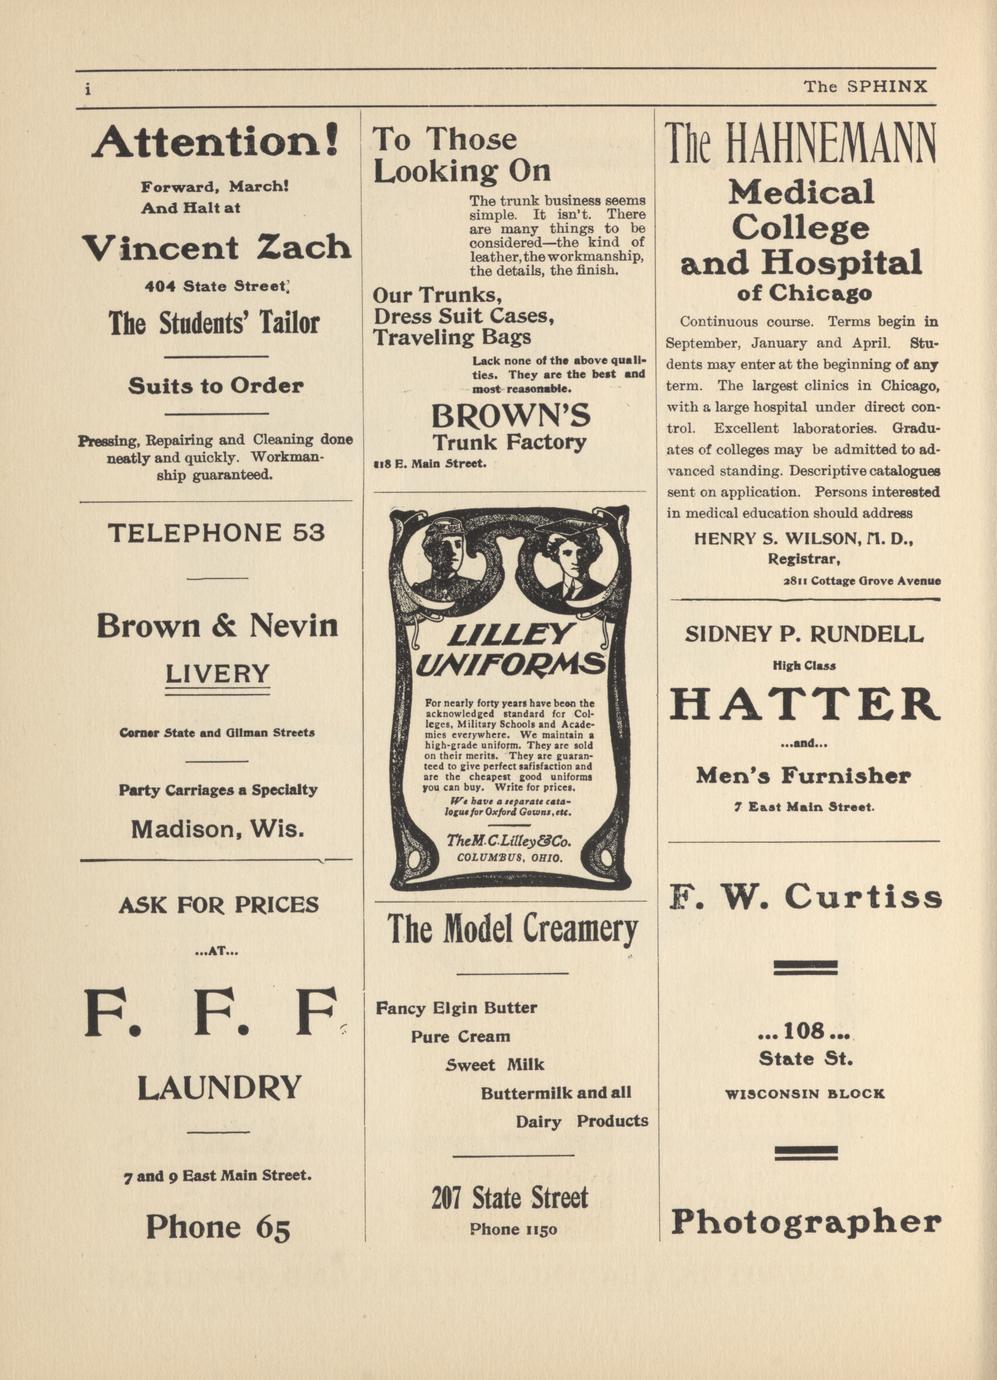 i
The SPHINX
Attention!
Forward, March!
And Halt at
Vincent Zach
404 State Street.
The Students' Tailor
Suits to Order
Pressing, Repairing and Cleaning done
neatly and quickly. Workman-
ship guaranteed.
TELEPHONE 53
Brown & Nevin
LIVERY
Corner State and Gilman Streets
Party Carriages a Specialty
Madison, Wis.
ASK FOR PRICES
...AT...
F. F. F.
LAUNDRY
7 and 9 East Main Street.
Phone 65
To Those
Looking On
The trunk business seems
simple. It isn't. There
are many things to be
considered—the kind of
leather, the workmanship,
the details, the finish.
Our Trunks,
Dress Suit Cases,
Traveling Bags
Lack none of the above quali-
ties. They are the best and
most reasonable.
BROWN'S
Trunk Factory
118 E. Main Street.
LILLEY
UNIFORMS
For nearly forty years have been the
acknowledged standard for Col-
leges, Military Schools and Acade-
mies everywhere. We maintain a
high-grade uniform. They are sold
on their merits. They are guaran-
teed to give perfect satisfaction and
are the cheapest good uniforms
you can buy. Write for prices.
We have a separate cata-
logue for Oxford Gowns, etc.
The M.C. Lilley & Co.
COLUMBUS, OHIO.
The Model Creamery
Fancy Elgin Butter
Pure Cream
Sweet Milk
Buttermilk and all
Dairy Products
207 State Street
Phone 1150
The HAHNEMANN
Medical
College
and Hospital
of Chicago
Continuous course. Terms begin in
September, January and April. Stu-
dents may enter at the beginning of any
term. The largest clinics in Chicago,
with a large hospital under direct con-
trol. Excellent laboratories. Gradu-
ates of colleges may be admitted to ad-
vanced standing. Descriptive catalogues
sent on application. Persons interested
in medical education should address
HENRY S. WILSON, M. D.,
Registrar,
2811 Cottage Grove Avenue
SIDNEY P. RUNDELL
High Class
HATTER
...and...
Men's Furnisher
7 East Main Street.
F. W. Curtiss
...108...
State St.
WISCONSIN BLOCK
Photographer